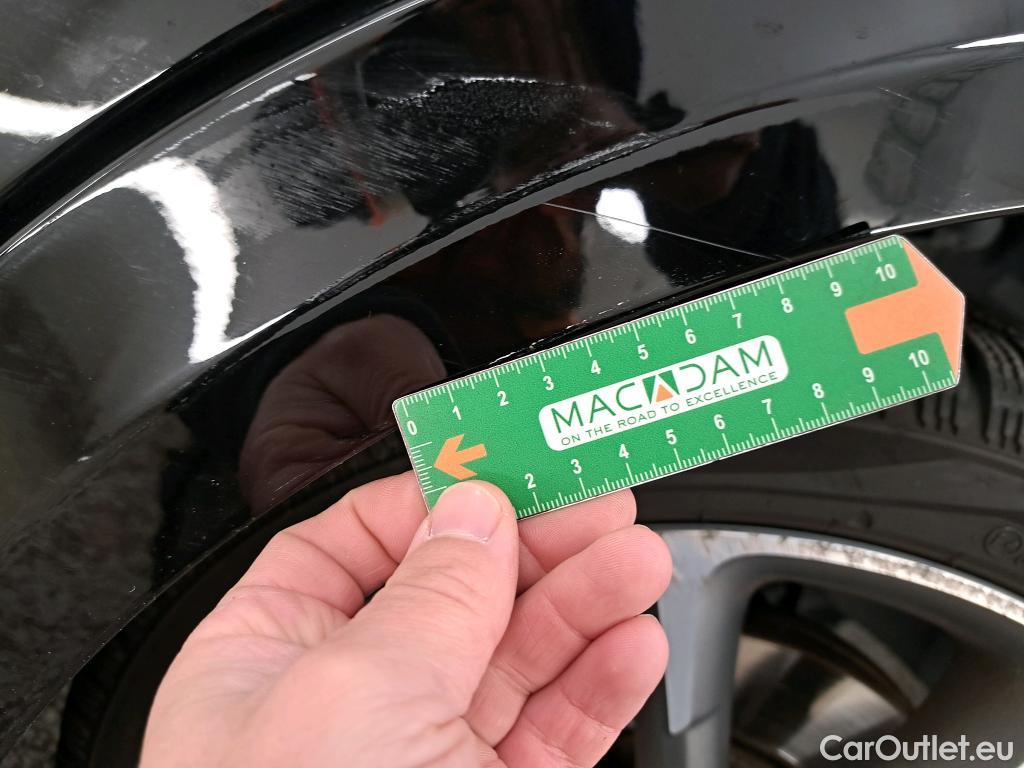 0 1 2 3 4 5 6 7 8 9 10
MACADAM
ON THE ROAD TO EXCELLENCE
2 3 4 5 6 7 8 9 10
CarOutlet.eu